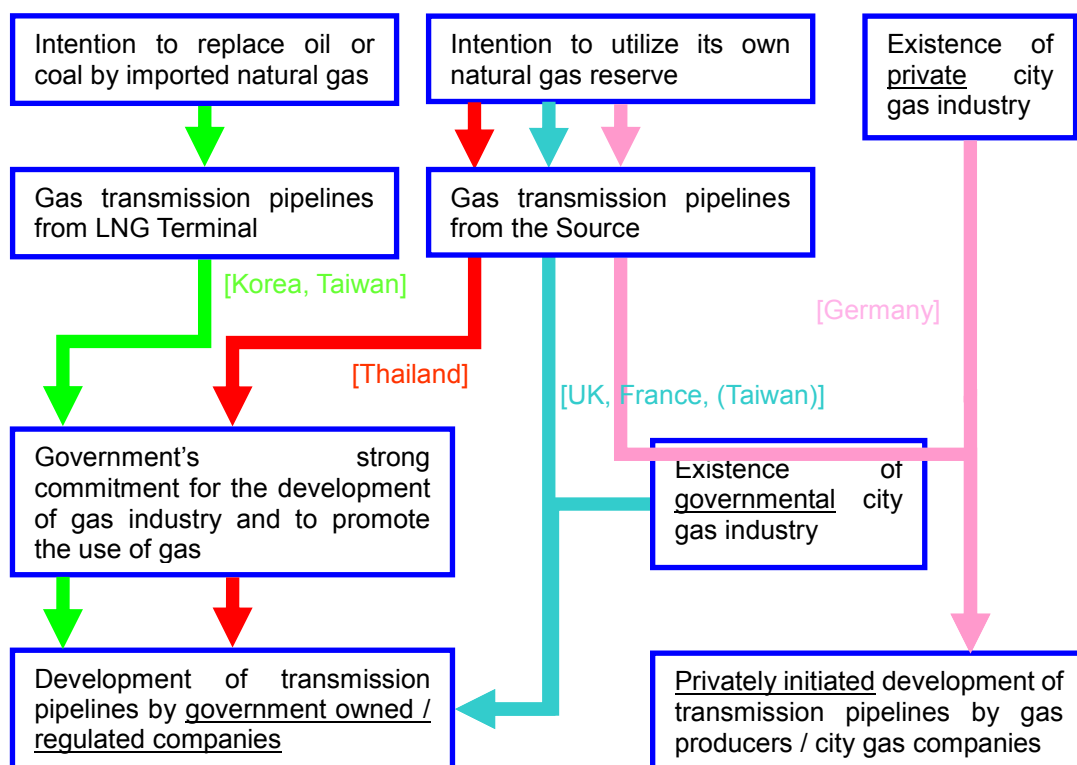 Intention to replace oil or
coal by imported natural gas
Intention to utilize its own
natural gas reserve
Existence of
private city
gas industry
Gas transmission pipelines
from LNG Terminal
Gas transmission pipelines
from the Source
[Korea, Taiwan]
[Germany]
[Thailand]
[UK, France, (Taiwan)]
Government’s strong
commitment for the development
of gas industry and to promote
the use of gas
Existence of
governmental city
gas industry
Development of transmission
pipelines by government owned /
regulated companies
Privately initiated development of
transmission pipelines by gas
producers / city gas companies